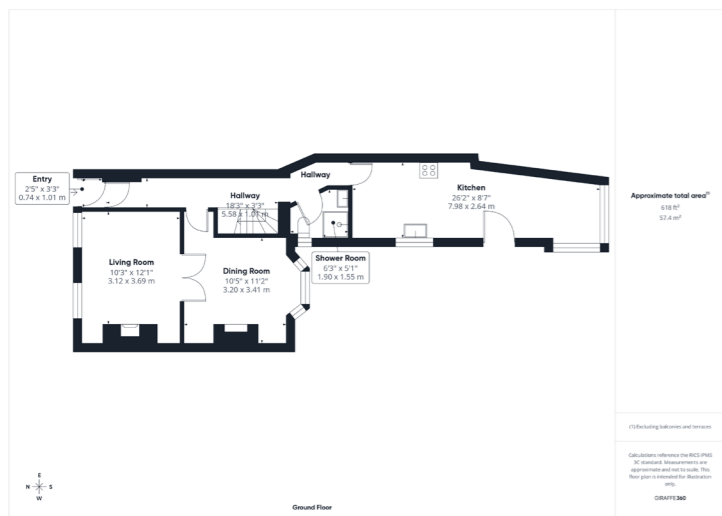 Entry
2'5" x 3'3"
0.74 x 1.01 m
Hallway
Hallway
18'3" x 3'3"
5.58 x 1.01 m
Kitchen
26'2" x 8'7"
7.98 x 2.64 m
Living Room
10'3" x 12'1"
3.12 x 3.69 m
Dining Room
10'5" x 11'2"
3.20 x 3.41 m
Shower Room
6'3" x 5'1"
1.90 x 1.55 m
Approximate total area(1)
618 ft²
57.4 m²
(1) Excluding balconies and terraces
Calculations reference the RICS IPMS
3C standard. Measurements are
approximate and not to scale. This
floor plan is intended for illustration
only.
GIRAFFE360
E
N S
W
Ground Floor